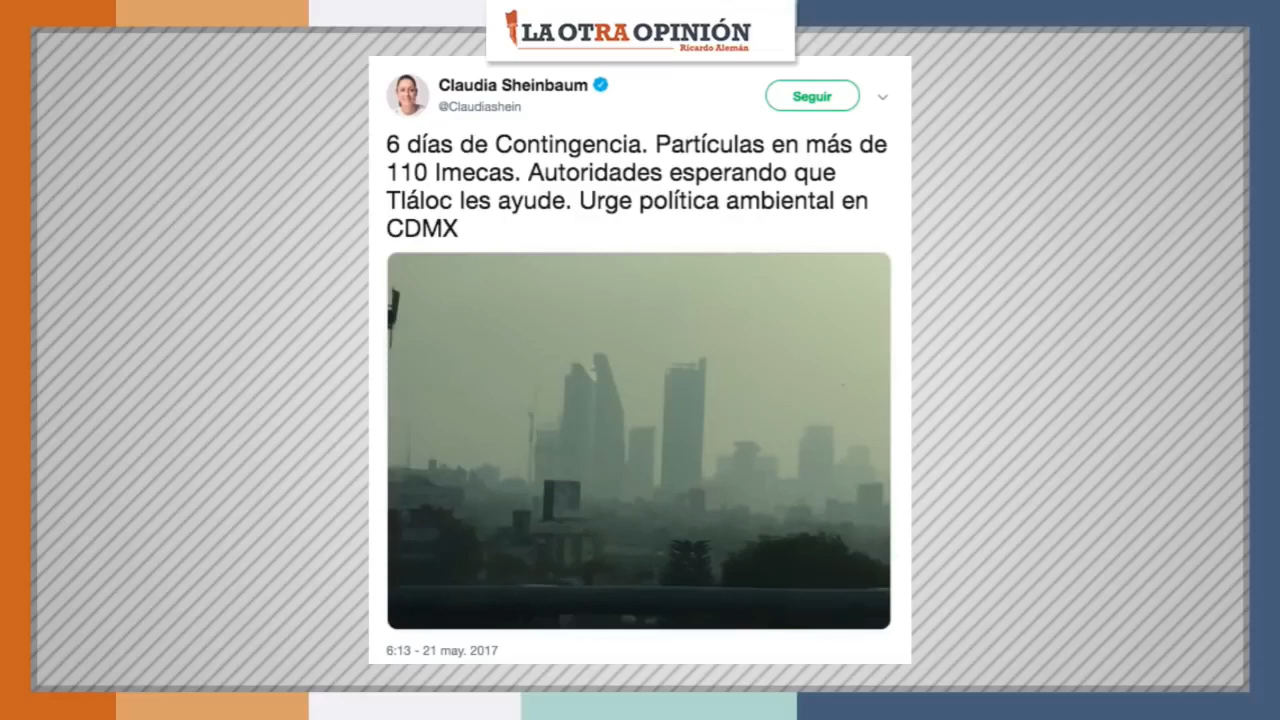 LA OTRA OPINIÓN
Ricardo Alemán
Claudia Sheinbaum
@Claudiashein
Seguir
6 días de Contingencia. Partículas en más de
110 Imecas. Autoridades esperando que
Tláloc les ayude. Urge política ambiental en
CDMX
6:13 - 21 may. 2017